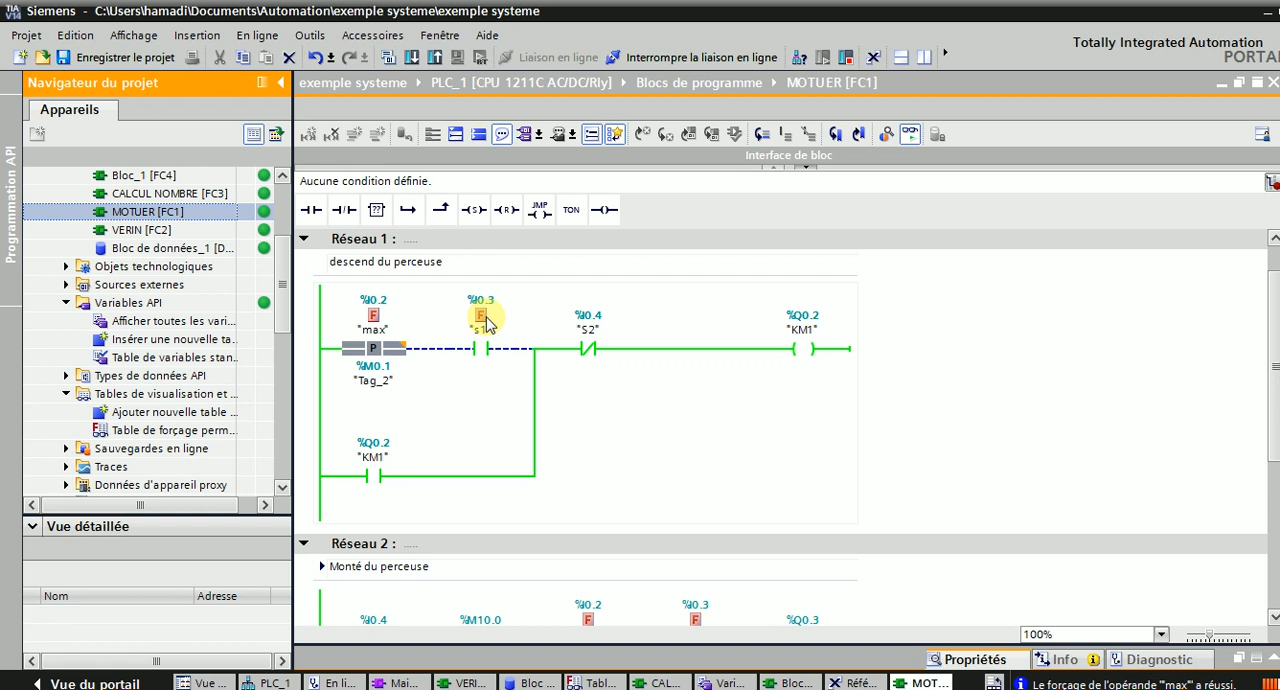 TIA V14 Siemens - C:\Users\hamadi\Documents\Automation\exemple systeme\exemple systeme
Projet Edition Affichage Insertion En ligne Outils Accessoires Fenêtre Aide
Totally Integrated Automation
PORTA
Enregistrer le projet Liaison en ligne Interrompre la liaison en ligne
Navigateur du projet
exemple systeme PLC_1 [CPU 1211C AC/DC/Rly] Blocs de programme MOTUER [FC1]
Appareils
Programmation API
Interface de bloc
Bloc_1 [FC4]
CALCUL NOMBRE [FC3]
MOTUER [FC1]
VERIN [FC2]
Bloc de données_1 [D...
Objets technologiques
Sources externes
Variables API
Afficher toutes les vari...
Insérer une nouvelle ta...
Table de variables stan...
Types de données API
Tables de visualisation et ...
Ajouter nouvelle table ...
Table de forçage perm...
Sauvegardes en ligne
Traces
Données d'appareil proxy
Vue détaillée
Nom Adresse
Aucune condition définie.
?? S R JMP TON
Réseau 1 : .....
descend du perceuse
%I0.2 %I0.3
F F %I0.4 %Q0.2
"max" "s1 "S2" "KM1"
P
%M0.1
"Tag_2"
%Q0.2
"KM1"
Réseau 2 : .....
Monté du perceuse
%I0.2 %I0.3
%I0.4 %M10.0 F F %Q0.3
100%
Propriétés Info Diagnostic
Vue du portail Vue ... PLC_1 En li... Mai... VERI... Bloc ... Tabl... CAL... Vari... Bloc... Réfé... MOT... Le forçage de l'opérande '"max"' a réussi.